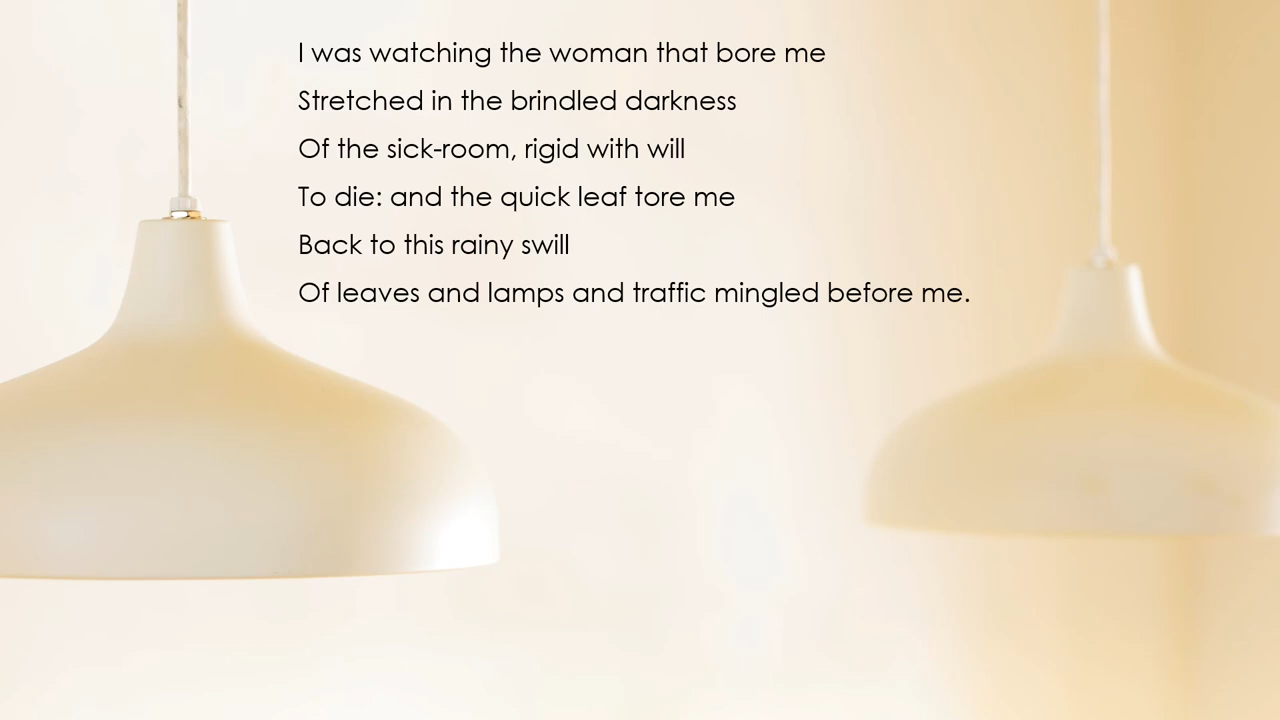 I was watching the woman that bore me
Stretched in the brindled darkness
Of the sick-room, rigid with will
To die: and the quick leaf tore me
Back to this rainy swill
Of leaves and lamps and traffic mingled before me.